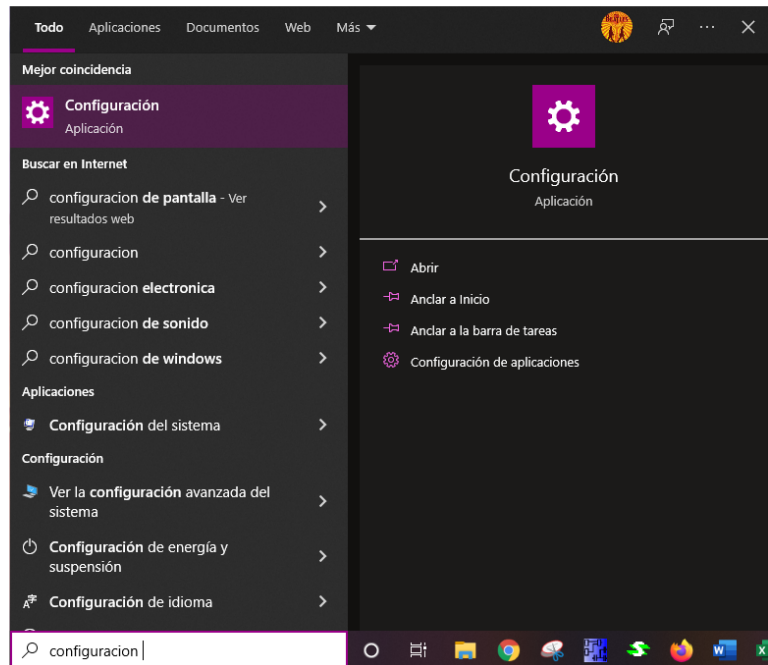 Todo Aplicaciones Documentos Web Más
Mejor coincidencia
Configuración
Aplicación
Buscar en Internet
configuracion de pantalla - Ver
resultados web
configuracion
configuracion electronica
configuracion de sonido
configuracion de windows
Aplicaciones
Configuración del sistema
Configuración
Ver la configuración avanzada del
sistema
Configuración de energía y
suspensión
Configuración de idioma
configuracion
Configuración
Aplicación
Abrir
Anclar a Inicio
Anclar a la barra de tareas
Configuración de aplicaciones